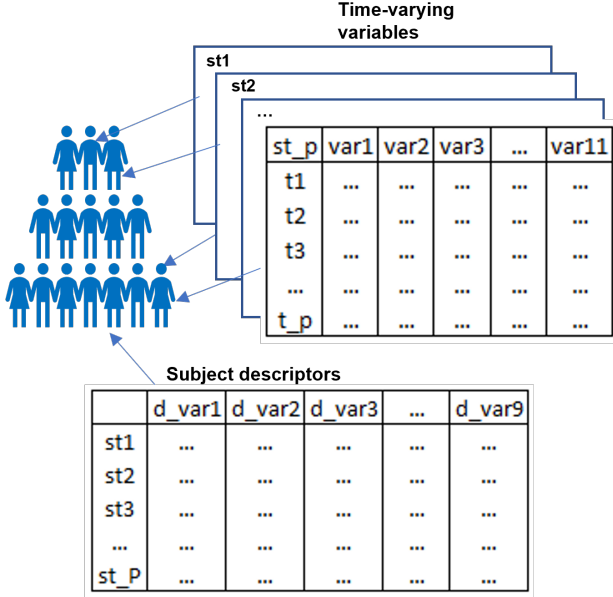 Time-varying
variables
st1
st2
...
st_p var1 var2 var3 ... var11
t1 ... ... ... ... ...
t2 ... ... ... ... ...
t3 ... ... ... ... ...
... ... ... ... ... ...
t_p ... ... ... ... ...
Subject descriptors
d_var1 d_var2 d_var3 ... d_var9
st1 ... ... ... ... ...
st2 ... ... ... ... ...
st3 ... ... ... ... ...
... ... ... ... ... ...
st_P ... ... ... ... ...